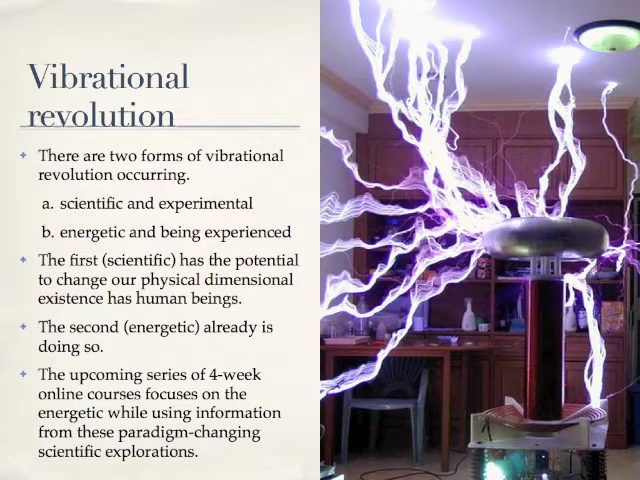 Vibrational
revolution
There are two forms of vibrational
revolution occurring.
a. scientific and experimental
b. energetic and being experienced
The first (scientific) has the potential
to change our physical dimensional
existence has human beings.
The second (energetic) already is
doing so.
The upcoming series of 4-week
online courses focuses on the
energetic while using information
from these paradigm-changing
scientific explorations.